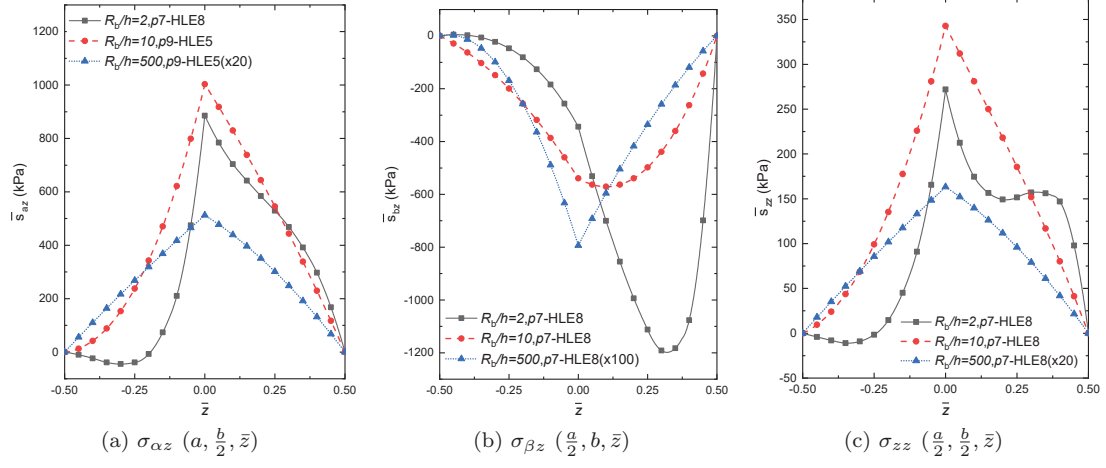 R_b/h=2,p7-HLE8
R_b/h=10,p9-HLE5
R_b/h=500,p9-HLE5(x20)
1200
1000
800
600
400
200
0
-200
s̄_az (kPa)
-0.50
-0.25
0.00
0.25
0.50
z̄
(a) σ_αz (a, b/2, z̄)
0
-200
-400
-600
-800
-1000
-1200
s̄_bz (kPa)
R_b/h=2,p7-HLE8
R_b/h=10,p7-HLE8
R_b/h=500,p7-HLE8(x100)
-0.50
-0.25
0.00
0.25
0.50
z̄
(b) σ_βz (a/2, b, z̄)
350
300
250
200
150
100
50
0
-50
s̄_zz (kPa)
R_b/h=2,p7-HLE8
R_b/h=10,p7-HLE8
R_b/h=500,p7-HLE8(x20)
-0.50
-0.25
0.00
0.25
0.50
z̄
(c) σ_zz (a/2, b/2, z̄)